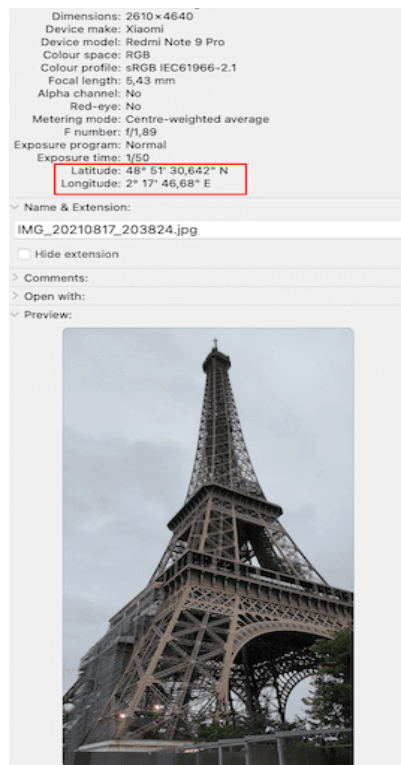 Dimensions: 2610×4640
Device make: Xiaomi
Device model: Redmi Note 9 Pro
Colour space: RGB
Colour profile: sRGB IEC61966-2.1
Focal length: 5,43 mm
Alpha channel: No
Red-eye: No
Metering mode: Centre-weighted average
F number: f/1,89
Exposure program: Normal
Exposure time: 1/50
Latitude: 48° 51' 30,642" N
Longitude: 2° 17' 46,68" E
Name & Extension:
IMG_20210817_203824.jpg
Hide extension
Comments:
Open with:
Preview: